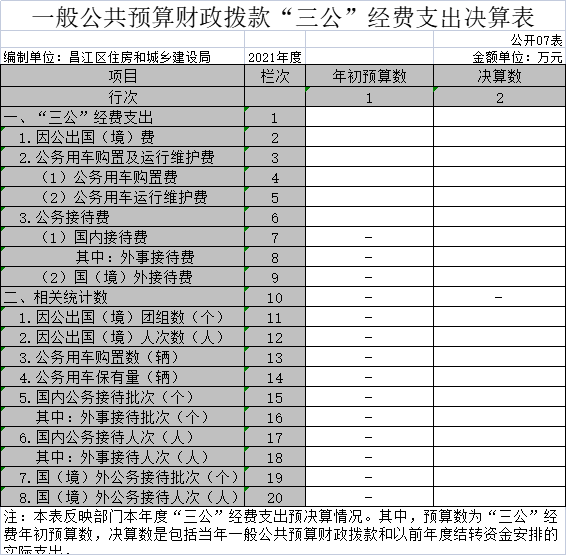 一般公共预算财政拨款“三公”经费支出决算表
公开07表
编制单位：昌江区住房和城乡建设局 2021年度 金额单位：万元
项目 栏次 年初预算数 决算数
行次 1 2
一、“三公”经费支出 1
1.因公出国（境）费 2
2.公务用车购置及运行维护费 3
（1）公务用车购置费 4
（2）公务用车运行维护费 5
3.公务接待费 6
（1）国内接待费 7 –
其中：外事接待费 8 –
（2）国（境）外接待费 9 –
二、相关统计数 10 – –
1.因公出国（境）团组数（个） 11 –
2.因公出国（境）人次数（人） 12 –
3.公务用车购置数（辆） 13 –
4.公务用车保有量（辆） 14 –
5.国内公务接待批次（个） 15 –
其中：外事接待批次（个） 16 –
6.国内公务接待人次（人） 17 –
其中：外事接待人次（人） 18 –
7.国（境）外公务接待批次（个） 19 –
8.国（境）外公务接待人次（人） 20 –
注：本表反映部门本年度“三公”经费支出预决算情况。其中，预算数为“三公”经
费年初预算数，决算数是包括当年一般公共预算财政拨款和以前年度结转资金安排的
实际支出。